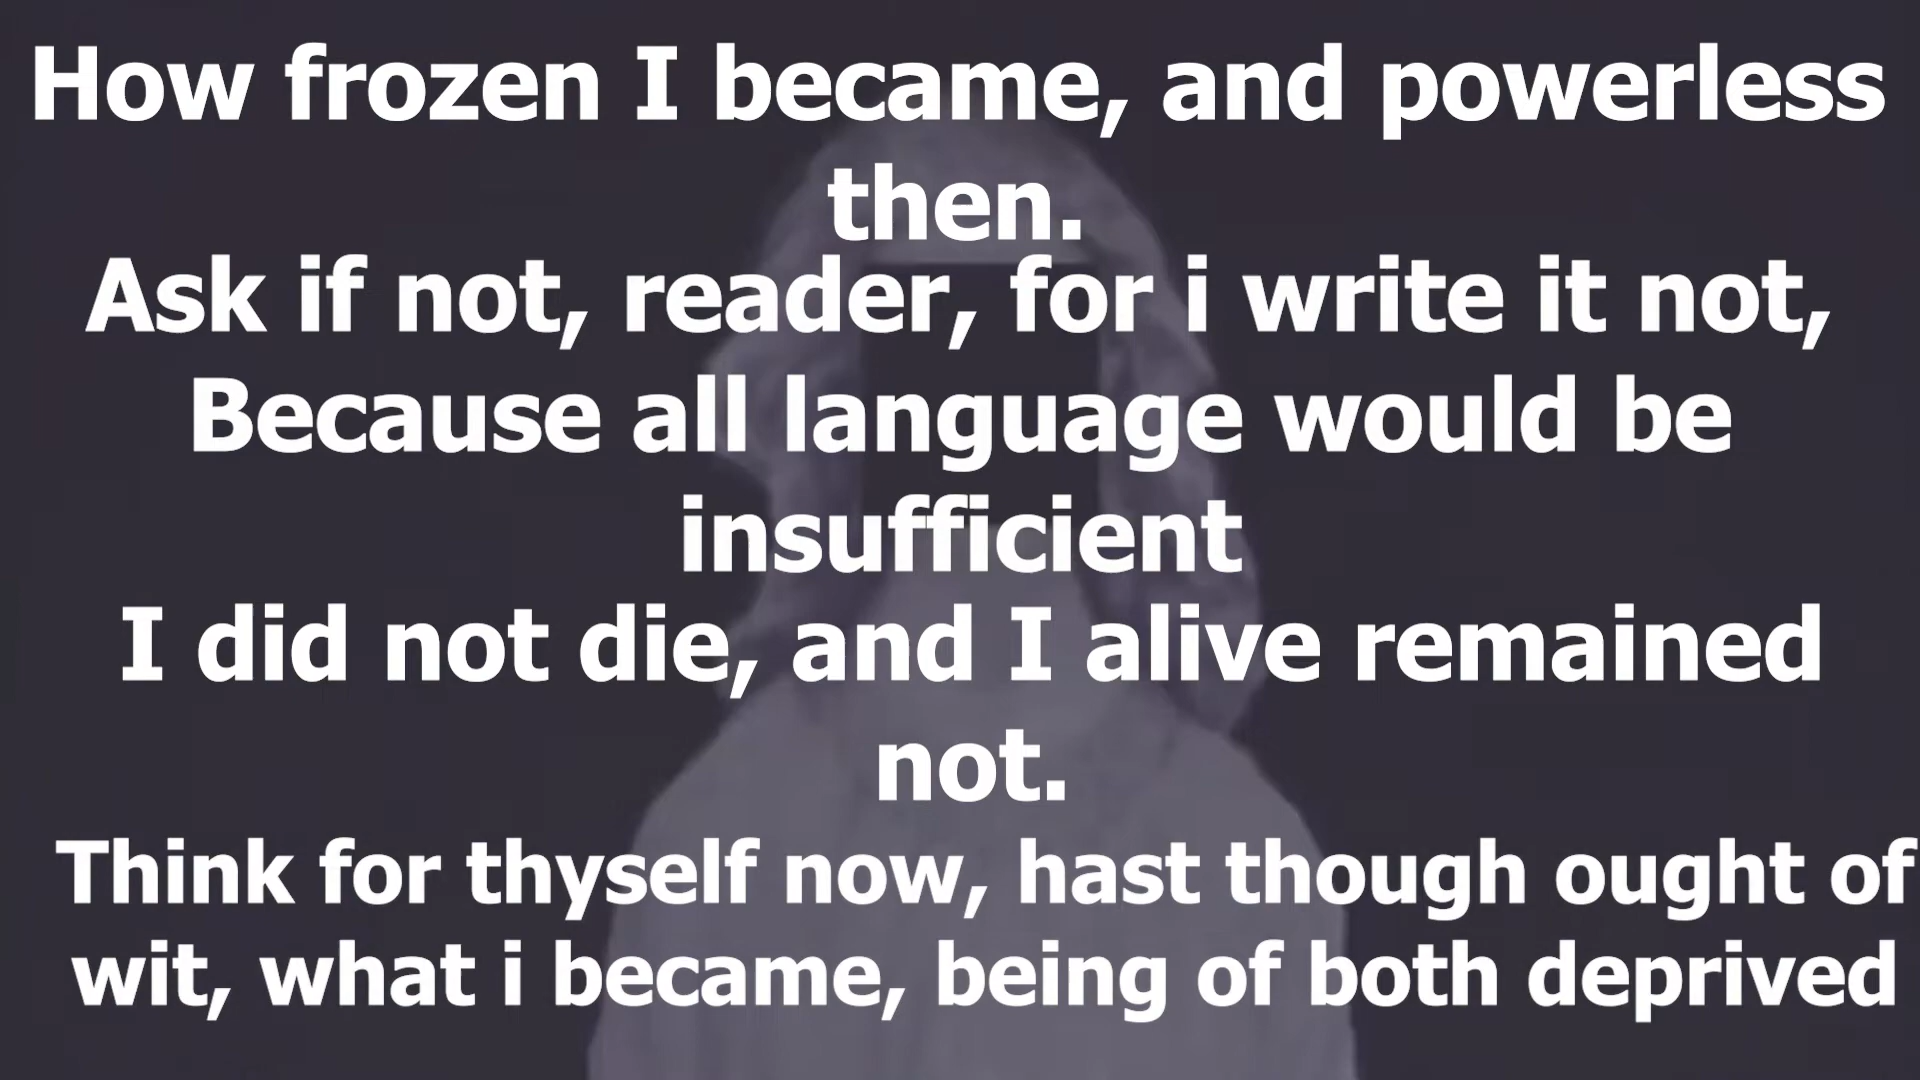 How frozen I became, and powerless
then.
Ask if not, reader, for i write it not,
Because all language would be
insufficient
I did not die, and I alive remained
not.
Think for thyself now, hast though ought of
wit, what i became, being of both deprived